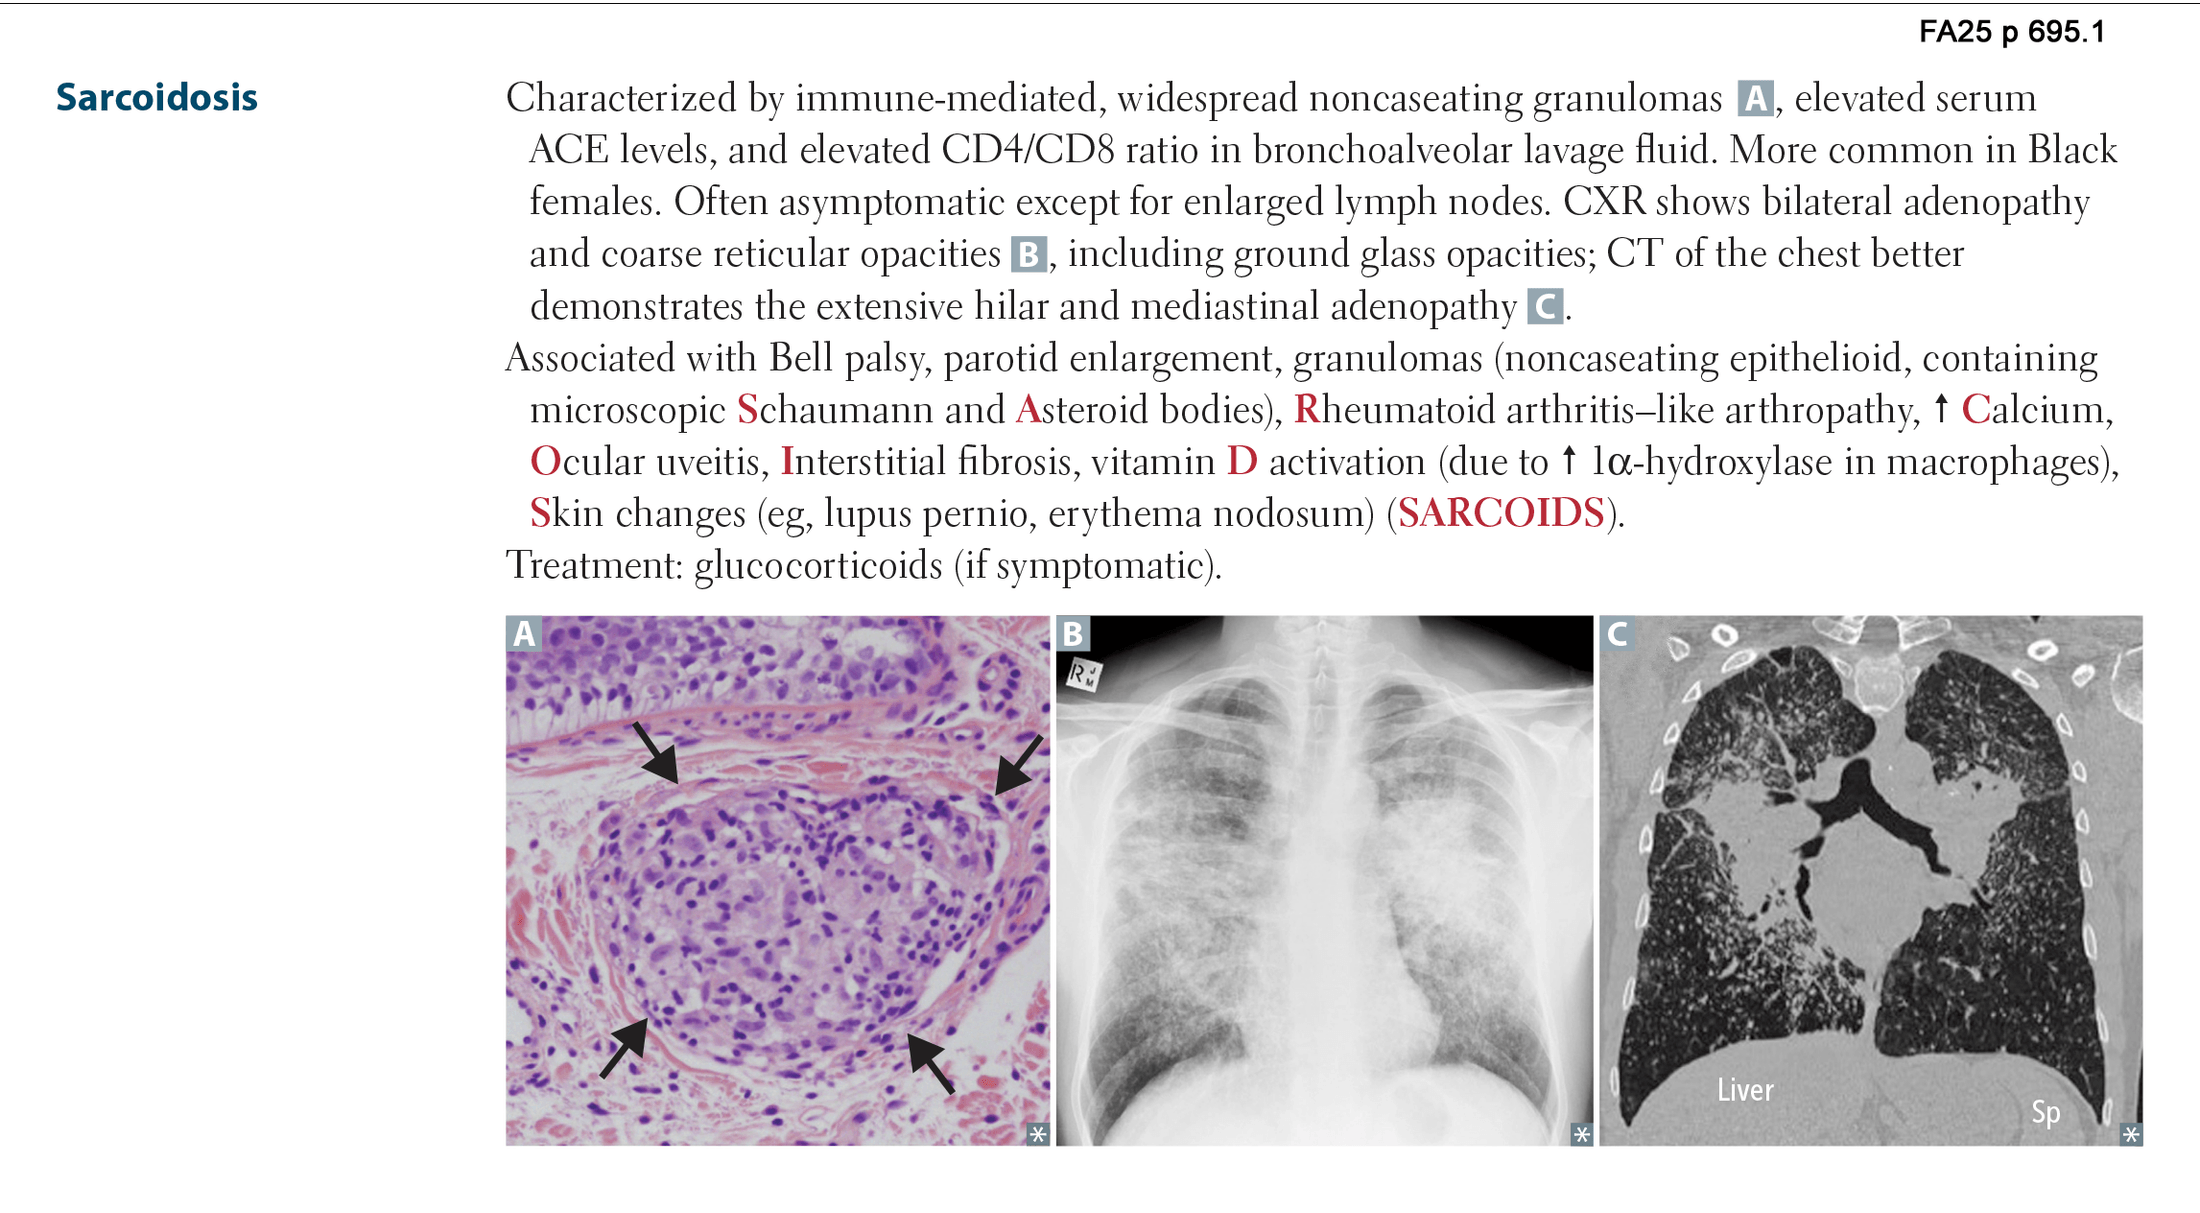 FA25 p 695.1
Sarcoidosis
Characterized by immune-mediated, widespread noncaseating granulomas A, elevated serum
ACE levels, and elevated CD4/CD8 ratio in bronchoalveolar lavage fluid. More common in Black
females. Often asymptomatic except for enlarged lymph nodes. CXR shows bilateral adenopathy
and coarse reticular opacities B, including ground glass opacities; CT of the chest better
demonstrates the extensive hilar and mediastinal adenopathy C.
Associated with Bell palsy, parotid enlargement, granulomas (noncaseating epithelioid, containing
microscopic Schaumann and Asteroid bodies), Rheumatoid arthritis–like arthropathy, ↑ Calcium,
Ocular uveitis, Interstitial fibrosis, vitamin D activation (due to ↑ 1α-hydroxylase in macrophages),
Skin changes (eg, lupus pernio, erythema nodosum) (SARCOIDS).
Treatment: glucocorticoids (if symptomatic).
A
B
R J M
C
Liver
Sp
*
*
*